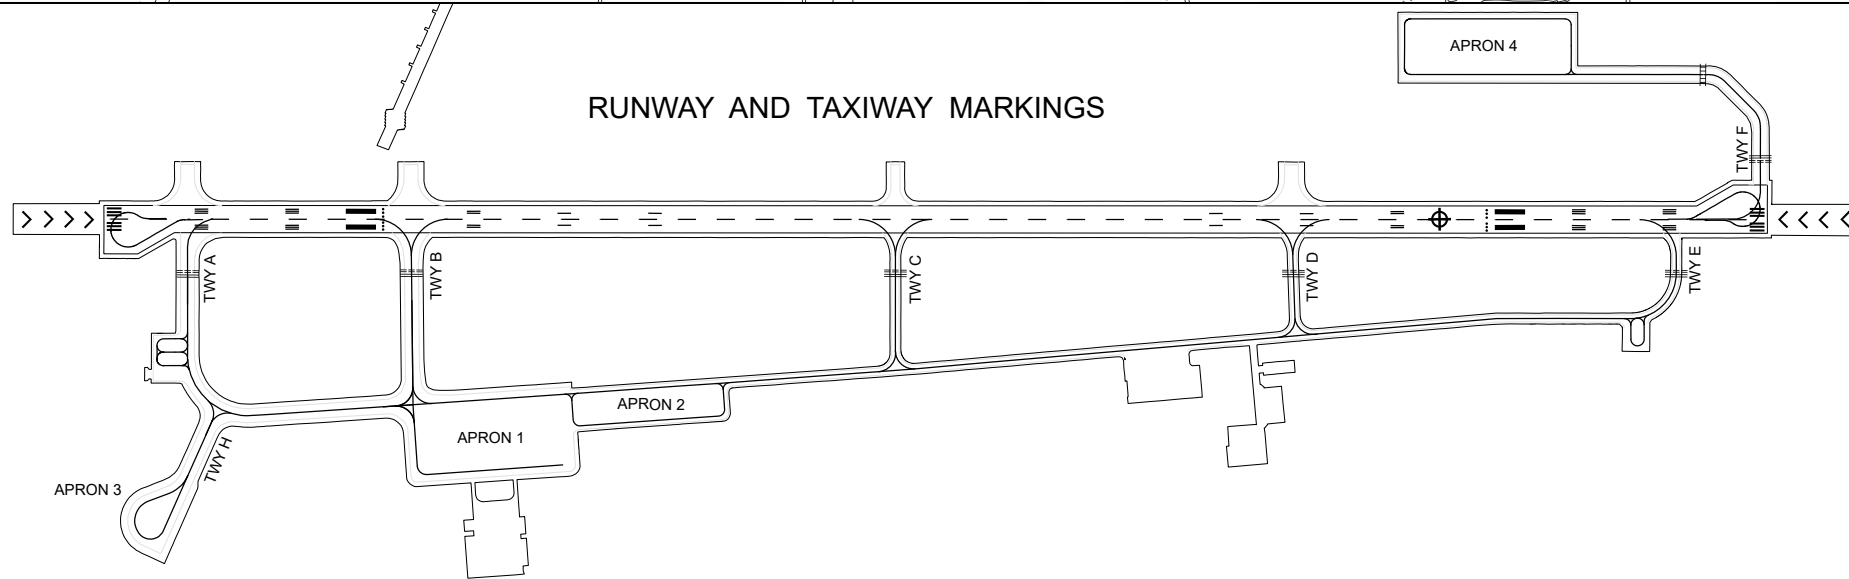 APRON 4
RUNWAY AND TAXIWAY MARKINGS
TWY F
TWY A
TWY B
TWY C
TWY D
TWY E
APRON 2
APRON 1
TWY H
APRON 3